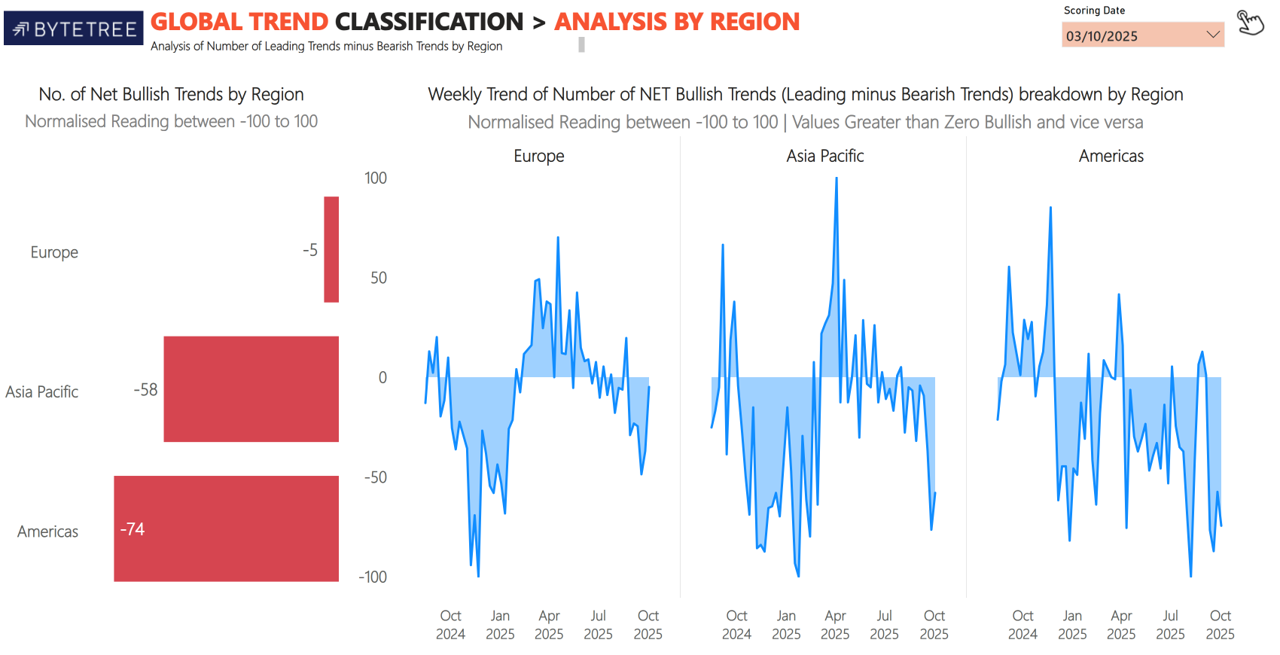 BYTETREE
GLOBAL TREND CLASSIFICATION > ANALYSIS BY REGION
Analysis of Number of Leading Trends minus Bearish Trends by Region
Scoring Date
03/10/2025
No. of Net Bullish Trends by Region
Normalised Reading between -100 to 100
Europe
-5
Asia Pacific
-58
Americas
-74
Weekly Trend of Number of NET Bullish Trends (Leading minus Bearish Trends) breakdown by Region
Normalised Reading between -100 to 100 | Values Greater than Zero Bullish and vice versa
Europe Asia Pacific Americas
100
50
0
-50
-100
Oct Jan Apr Jul Oct Oct Jan Apr Jul Oct Oct Jan Apr Jul Oct
2024 2025 2025 2025 2025 2024 2025 2025 2025 2025 2024 2025 2025 2025 2025